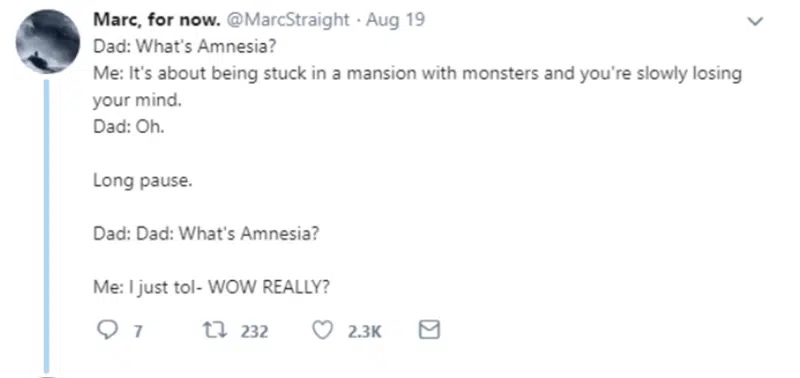 Marc, for now. @MarcStraight · Aug 19
Dad: What's Amnesia?
Me: It's about being stuck in a mansion with monsters and you're slowly losing
your mind.
Dad: Oh.
Long pause.
Dad: Dad: What's Amnesia?
Me: I just tol- WOW REALLY?
7 232 2.3K